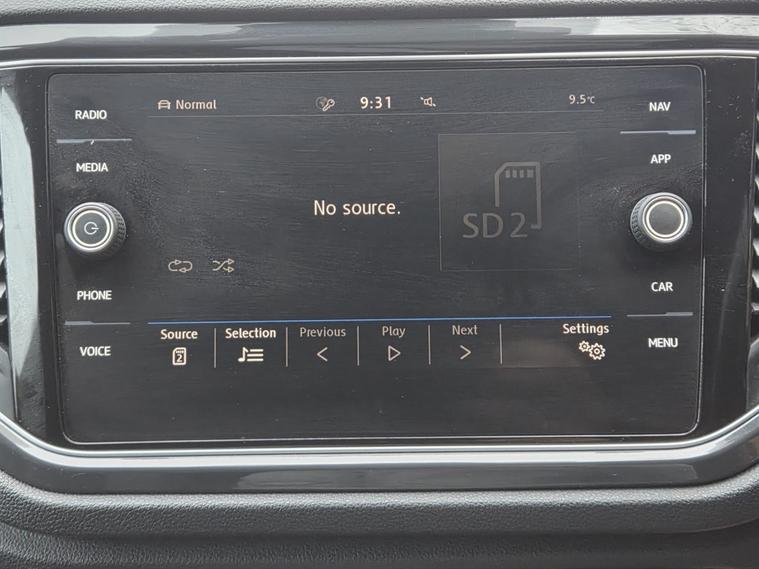 RADIO
MEDIA
PHONE
VOICE
Normal
9:31
9.5°C
No source.
SD2
Source
2
Selection
Previous
Play
Next
Settings
NAV
APP
CAR
MENU